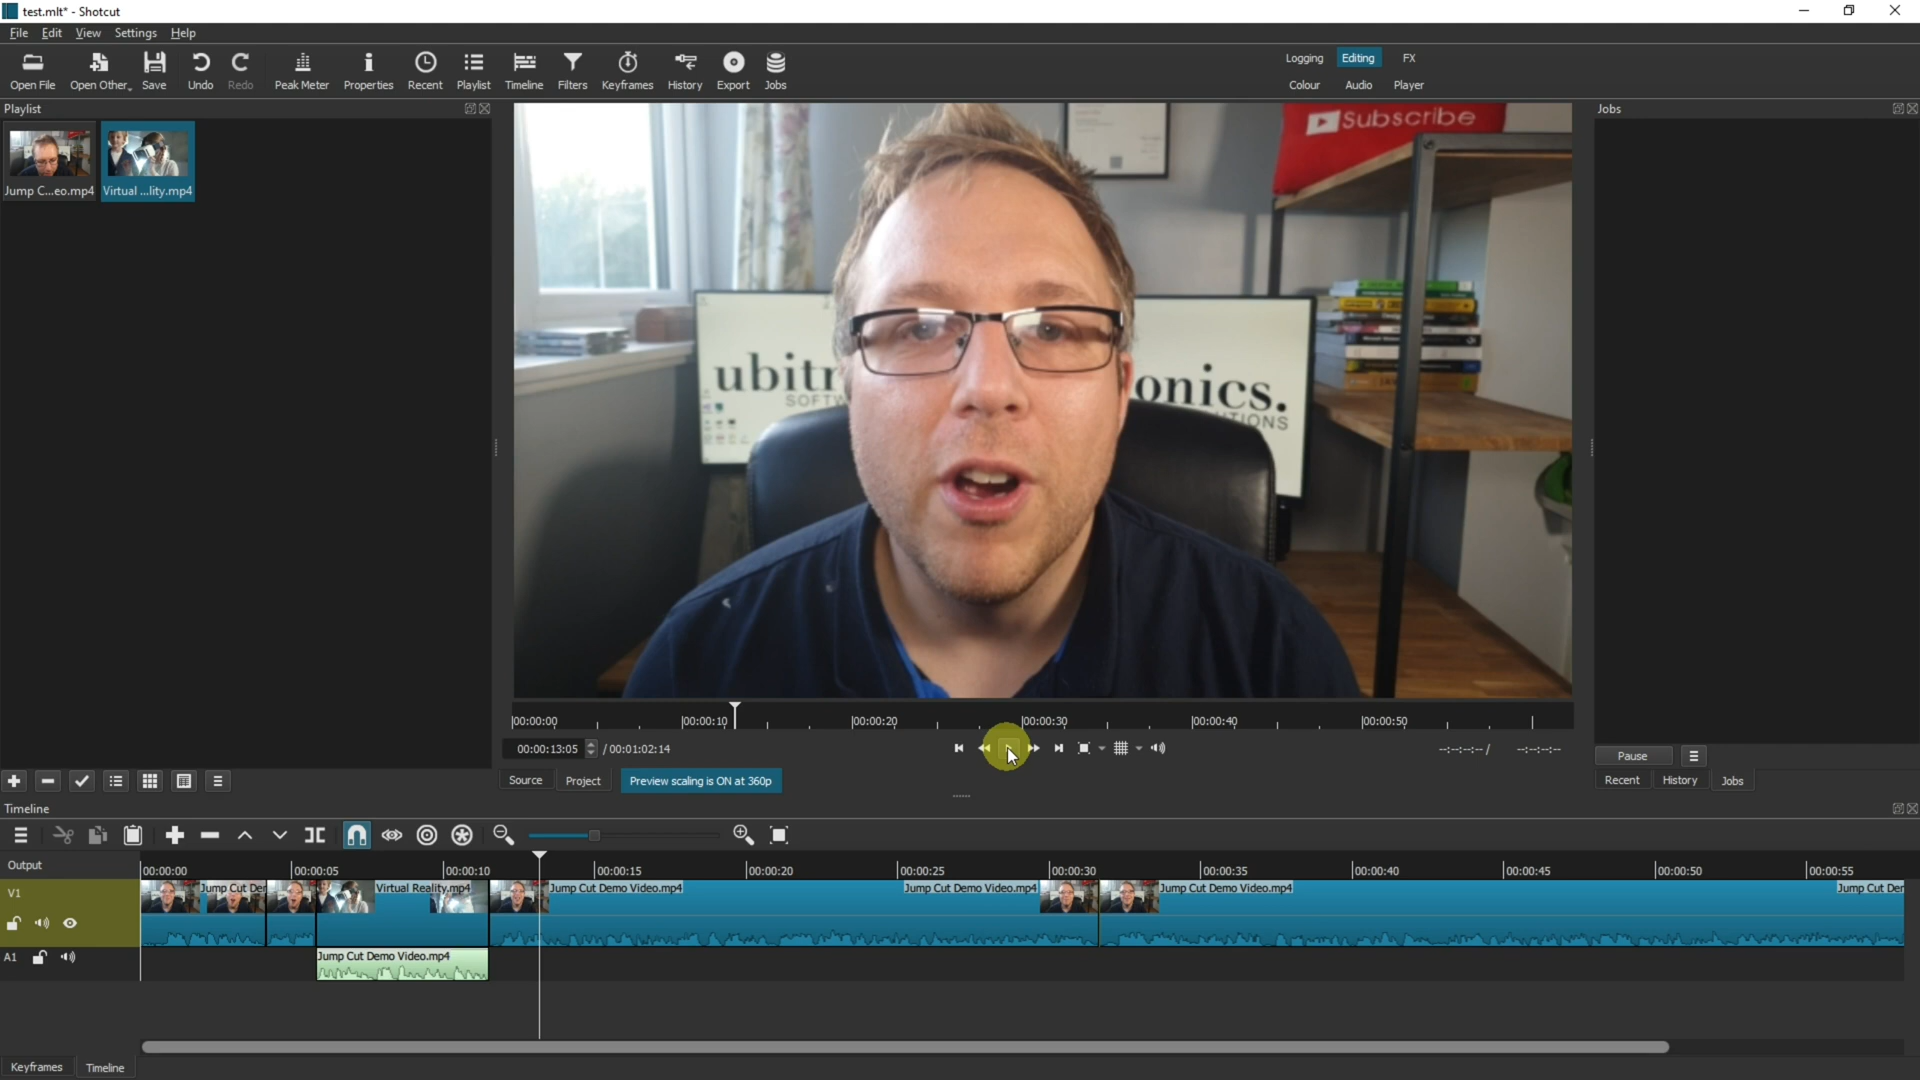 test.mlt* - Shotcut
File Edit View Settings Help
Open File Open Other... Save Undo Redo Peak Meter Properties Recent Playlist Timeline Filters Keyframes History Export Jobs
Logging Editing FX
Colour Audio Player
Playlist
Jobs
Jump C...eo.mp4 Virtual ...lity.mp4
Subscribe
ubitr
onics.
SOFTW
UTIONS
00:00:00 00:00:10 00:00:20 00:00:30 00:00:40 00:00:50
00:00:13:05 / 00:01:02:14 --:--:--:-- / --:--:--:--
Pause
Source Project Preview scaling is ON at 360p
Recent History Jobs
Timeline
Output
00:00:00 00:00:05 00:00:10 00:00:15 00:00:20 00:00:25 00:00:30 00:00:35 00:00:40 00:00:45 00:00:50 00:00:55
V1
Jump Cut Der Virtual Reality.mp4 Jump Cut Demo Video.mp4 Jump Cut Demo Video.mp4 Jump Cut Demo Video.mp4 Jump Cut Der
A1
Jump Cut Demo Video.mp4
Keyframes Timeline